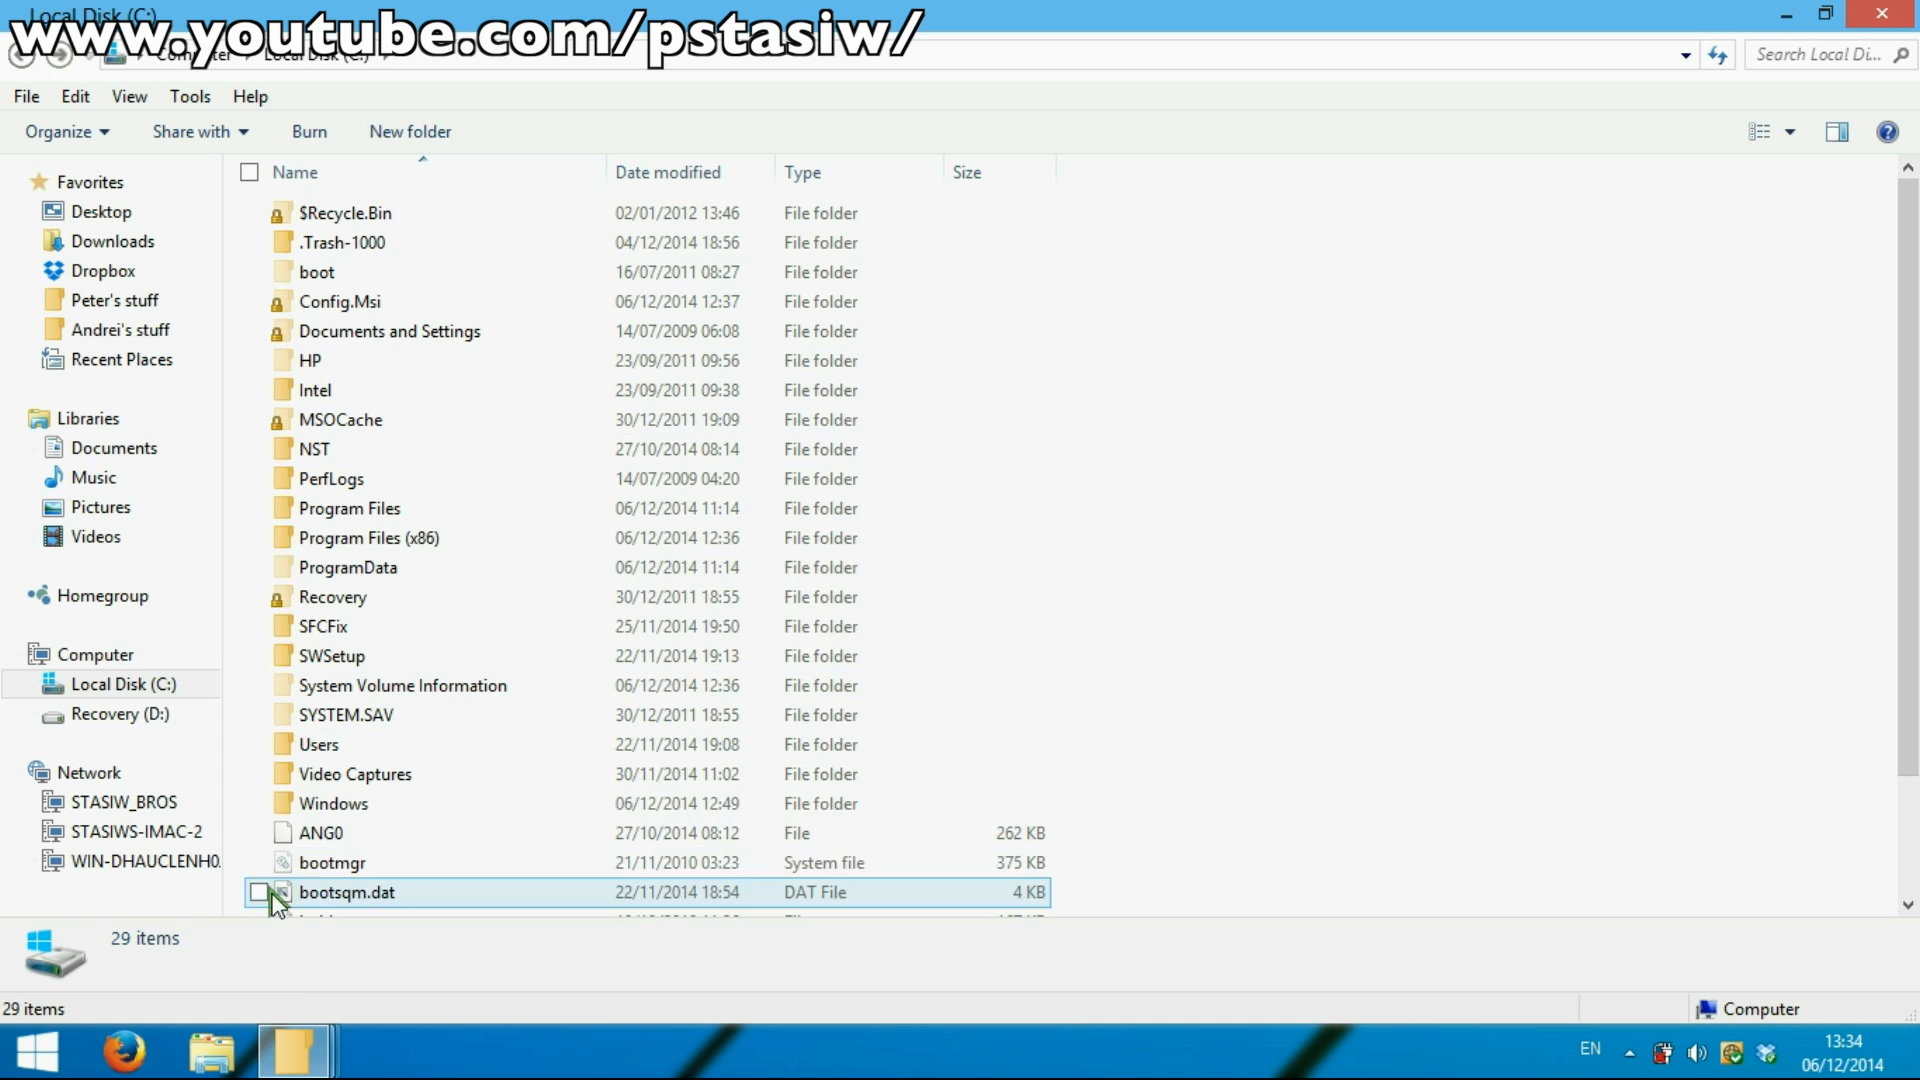 Local Disk (C:)
www.youtube.com/pstasiw/
Computer Local Disk (C:)
Search Local Di...
File Edit View Tools Help
Organize Share with Burn New folder
Name Date modified Type Size
Favorites
Desktop
Downloads
Dropbox
Peter's stuff
Andrei's stuff
Recent Places
Libraries
Documents
Music
Pictures
Videos
Homegroup
Computer
Local Disk (C:)
Recovery (D:)
Network
STASIW_BROS
STASIWS-IMAC-2
WIN-DHAUCLENH0
$Recycle.Bin 02/01/2012 13:46 File folder
.Trash-1000 04/12/2014 18:56 File folder
boot 16/07/2011 08:27 File folder
Config.Msi 06/12/2014 12:37 File folder
Documents and Settings 14/07/2009 06:08 File folder
HP 23/09/2011 09:56 File folder
Intel 23/09/2011 09:38 File folder
MSOCache 30/12/2011 19:09 File folder
NST 27/10/2014 08:14 File folder
PerfLogs 14/07/2009 04:20 File folder
Program Files 06/12/2014 11:14 File folder
Program Files (x86) 06/12/2014 12:36 File folder
ProgramData 06/12/2014 11:14 File folder
Recovery 30/12/2011 18:55 File folder
SFCFix 25/11/2014 19:50 File folder
SWSetup 22/11/2014 19:13 File folder
System Volume Information 06/12/2014 12:36 File folder
SYSTEM.SAV 30/12/2011 18:55 File folder
Users 22/11/2014 19:08 File folder
Video Captures 30/11/2014 11:02 File folder
Windows 06/12/2014 12:49 File folder
ANG0 27/10/2014 08:12 File 262 KB
bootmgr 21/11/2010 03:23 System file 375 KB
bootsqm.dat 22/11/2014 18:54 DAT File 4 KB
29 items
29 items
Computer
EN
13:34
06/12/2014